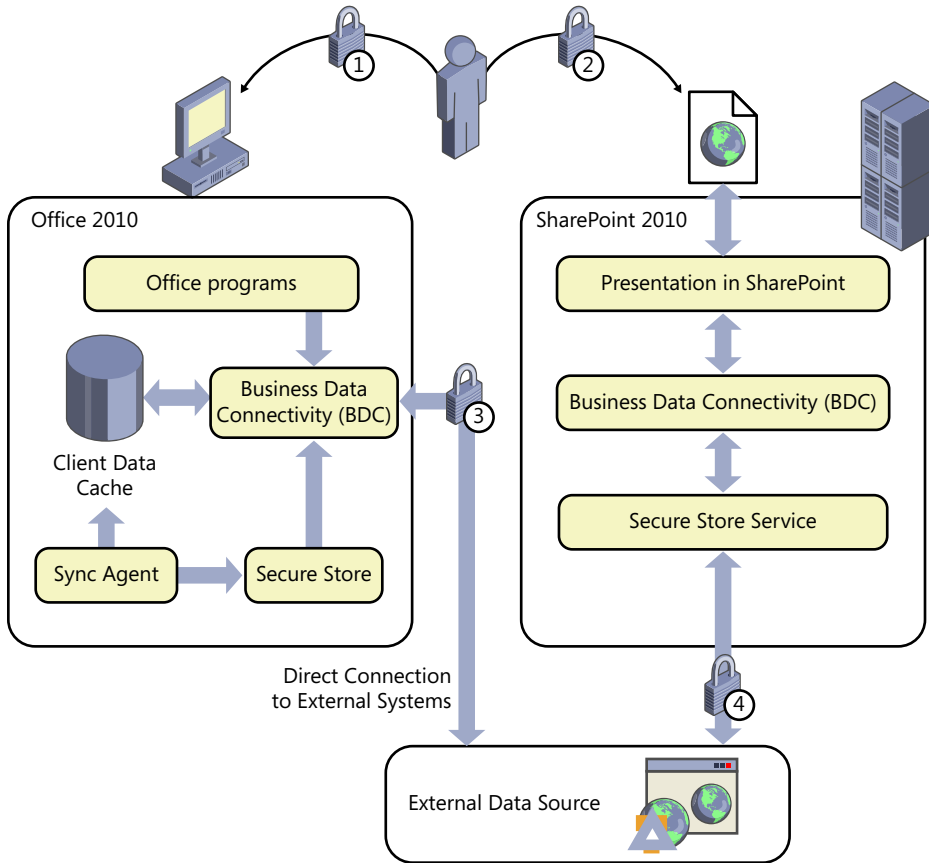 1
2
Office 2010
SharePoint 2010
Office programs
Presentation in SharePoint
Business Data
Connectivity (BDC)
3
Business Data Connectivity (BDC)
Client Data
Cache
Secure Store Service
Sync Agent
Secure Store
Direct Connection
to External Systems
4
External Data Source